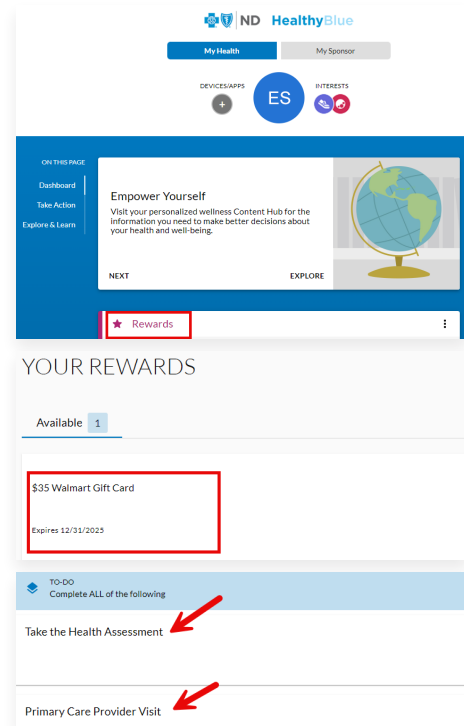 ND HealthyBlue
My Health
My Sponsor
DEVICES/APPS
INTERESTS
+
ES
ON THIS PAGE
Dashboard
Take Action
Explore & Learn
Empower Yourself
Visit your personalized wellness Content Hub for the
information you need to make better decisions about
your health and well-being.
NEXT
EXPLORE
Rewards
YOUR REWARDS
Available 1
$35 Walmart Gift Card
Expires 12/31/2025
TO-DO
Complete ALL of the following
Take the Health Assessment
Primary Care Provider Visit